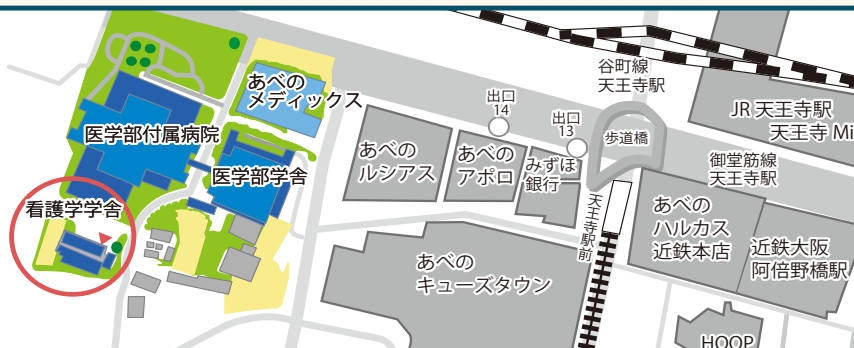 あべの
メディックス
医学部付属病院
医学部学舎
看護学学舎
あべの
ルシアス
出口
14
あべの
アポロ
出口
13
みずほ
銀行
谷町線
天王寺駅
歩道橋
JR 天王寺駅
天王寺 Mi
御堂筋線
天王寺駅
天王寺駅前
あべの
ハルカス
近鉄本店
近鉄大阪
阿倍野橋駅
あべの
キューズタウン
HOOP